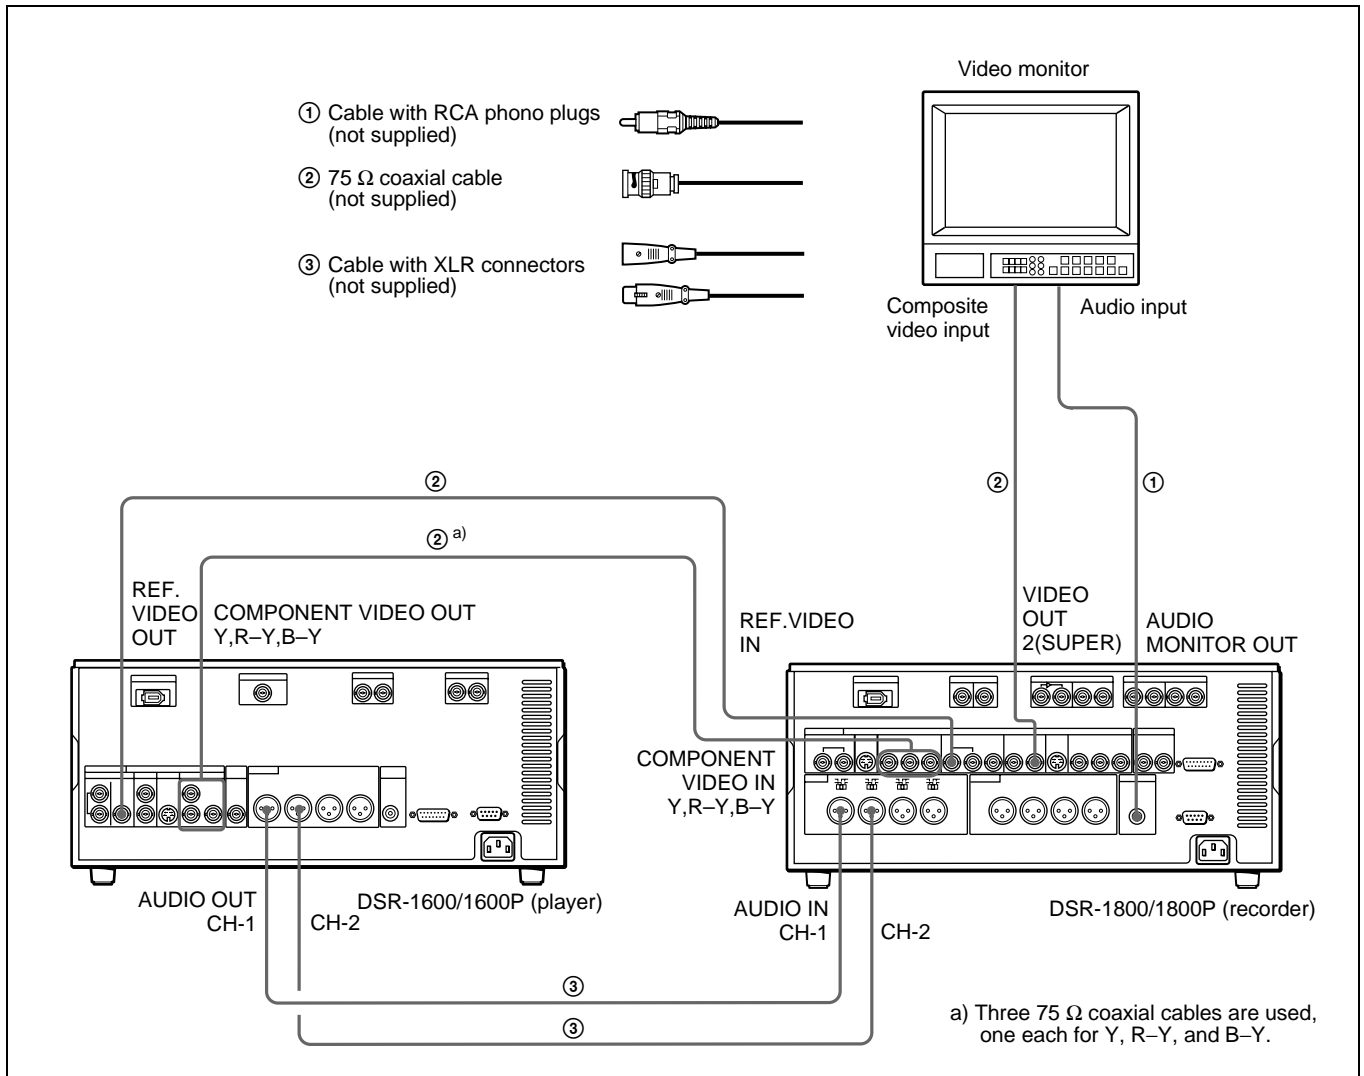 Video monitor
① Cable with RCA phono plugs
(not supplied)
② 75 Ω coaxial cable
(not supplied)
③ Cable with XLR connectors
(not supplied)
Composite
video input
Audio input
②
② a)
②
①
REF.
VIDEO
OUT
COMPONENT VIDEO OUT
Y,R–Y,B–Y
REF.VIDEO
IN
VIDEO
OUT
2(SUPER)
AUDIO
MONITOR OUT
COMPONENT
VIDEO IN
Y,R–Y,B–Y
AUDIO OUT
CH-1
CH-2
DSR-1600/1600P (player)
AUDIO IN
CH-1
CH-2
DSR-1800/1800P (recorder)
③
③
a) Three 75 Ω coaxial cables are used,
one each for Y, R–Y, and B–Y.